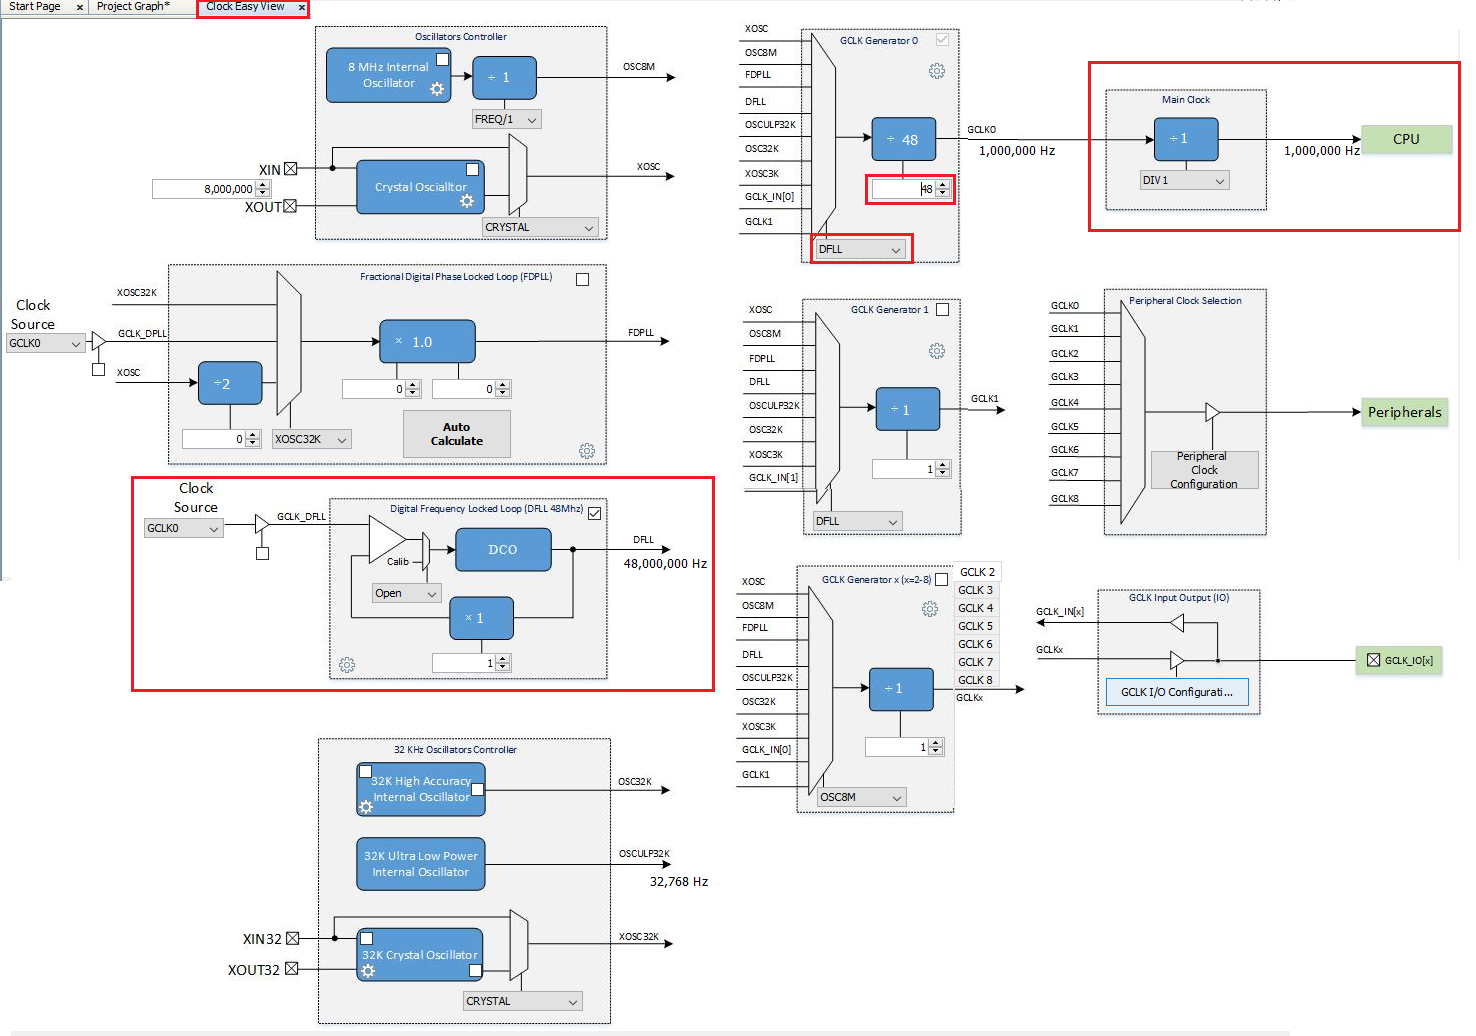 Start Page × Project Graph* Clock Easy View ×
Oscillators Controller
8 MHz Internal
Oscillator
÷ 1
OSC8M
FREQ/1
XIN
8,000,000
XOUT
Crystal Oscialltor
XOSC
CRYSTAL
Fractional Digital Phase Locked Loop (FDPLL)
Clock
Source
GCLK0
XOSC32K
GCLK_DPLL
XOSC
÷2
0
XOSC32K
× 1.0
0
0
Auto
Calculate
FDPLL
Clock
Source
GCLK0
GCLK_DFLL
Digital Frequency Locked Loop (DFLL 48Mhz)
Calib
Open
DCO
× 1
1
DFLL
48,000,000 Hz
32 KHz Oscillators Controller
32K High Accuracy
Internal Oscillator
OSC32K
32K Ultra Low Power
Internal Oscillator
OSCULP32K
32,768 Hz
XIN32
XOUT32
32K Crystal Oscillator
XOSC32K
CRYSTAL
GCLK Generator 0
XOSC
OSC8M
FDPLL
DFLL
OSCULP32K
OSC32K
XOSC3K
GCLK_IN[0]
GCLK1
DFLL
÷ 48
48
GCLK0
1,000,000 Hz
Main Clock
÷ 1
DIV 1
1,000,000 Hz
CPU
GCLK Generator 1
XOSC
OSC8M
FDPLL
DFLL
OSCULP32K
OSC32K
XOSC3K
GCLK_IN[1]
DFLL
÷ 1
1
GCLK1
Peripheral Clock Selection
GCLK0
GCLK1
GCLK2
GCLK3
GCLK4
GCLK5
GCLK6
GCLK7
GCLK8
Peripheral
Clock
Configuration
Peripherals
GCLK Generator x (x=2-8)
XOSC
OSC8M
FDPLL
DFLL
OSCULP32K
OSC32K
XOSC3K
GCLK_IN[0]
GCLK1
OSC8M
÷ 1
1
GCLK 2
GCLK 3
GCLK 4
GCLK 5
GCLK 6
GCLK 7
GCLK 8
GCLKx
GCLK Input Output (IO)
GCLK_IN[x]
GCLKx
GCLK I/O Configurati...
GCLK_IO[x]